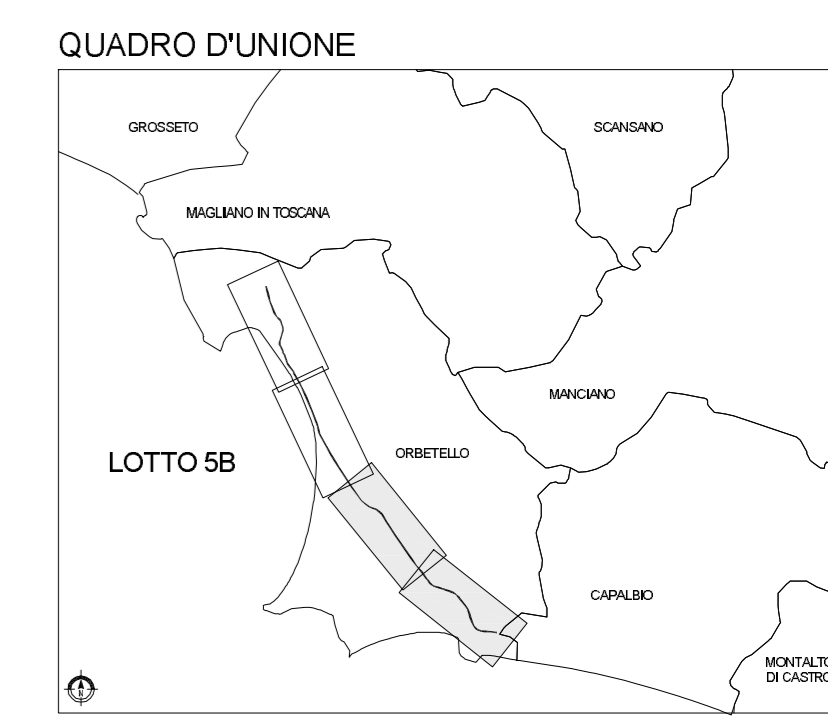 QUADRO D'UNIONE
GROSSETO
SCANSANO
MAGLIANO IN TOSCANA
MANCIANO
ORBETELLO
LOTTO 5B
CAPALBIO
MONTALTO
DI CASTRO
N